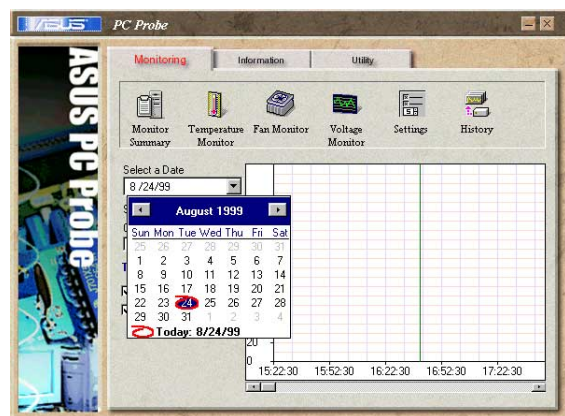 ASUS PC Probe
Monitoring Information Utility
ASUS PC Probe
Monitor Summary
Temperature Monitor
Fan Monitor
Voltage Monitor
Settings
History
Select a Date
8 /24/99
August 1999
Sun Mon Tue Wed Thu Fri Sat
25 26 27 28 29 30 31
1 2 3 4 5 6 7
8 9 10 11 12 13 14
15 16 17 18 19 20 21
22 23 24 25 26 27 28
29 30 31 1 2 3 4
Today: 8/24/99
20
0
15:22:30 15:52:30 16:22:30 16:52:30 17:22:30